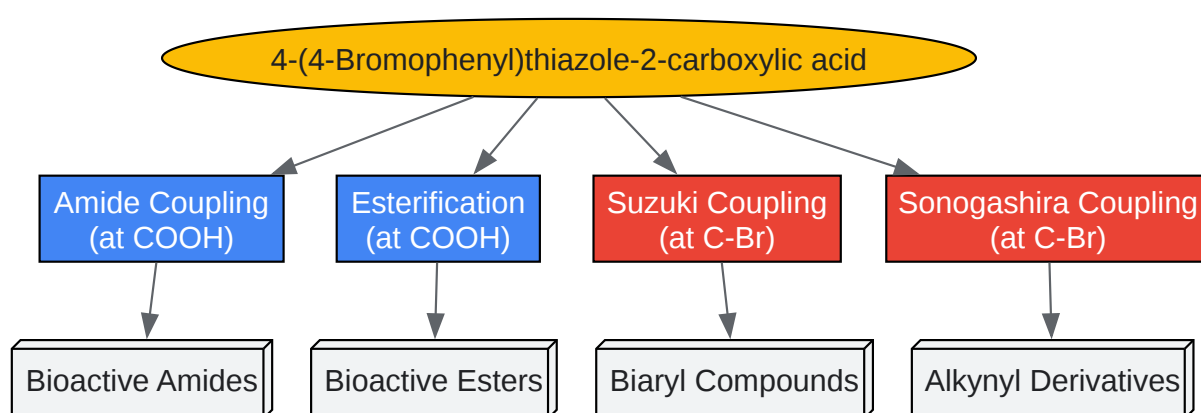 4-(4-Bromophenyl)thiazole-2-carboxylic acid
Amide Coupling
(at COOH)
Esterification
(at COOH)
Suzuki Coupling
(at C-Br)
Sonogashira Coupling
(at C-Br)
Bioactive Amides
Bioactive Esters
Biaryl Compounds
Alkynyl Derivatives